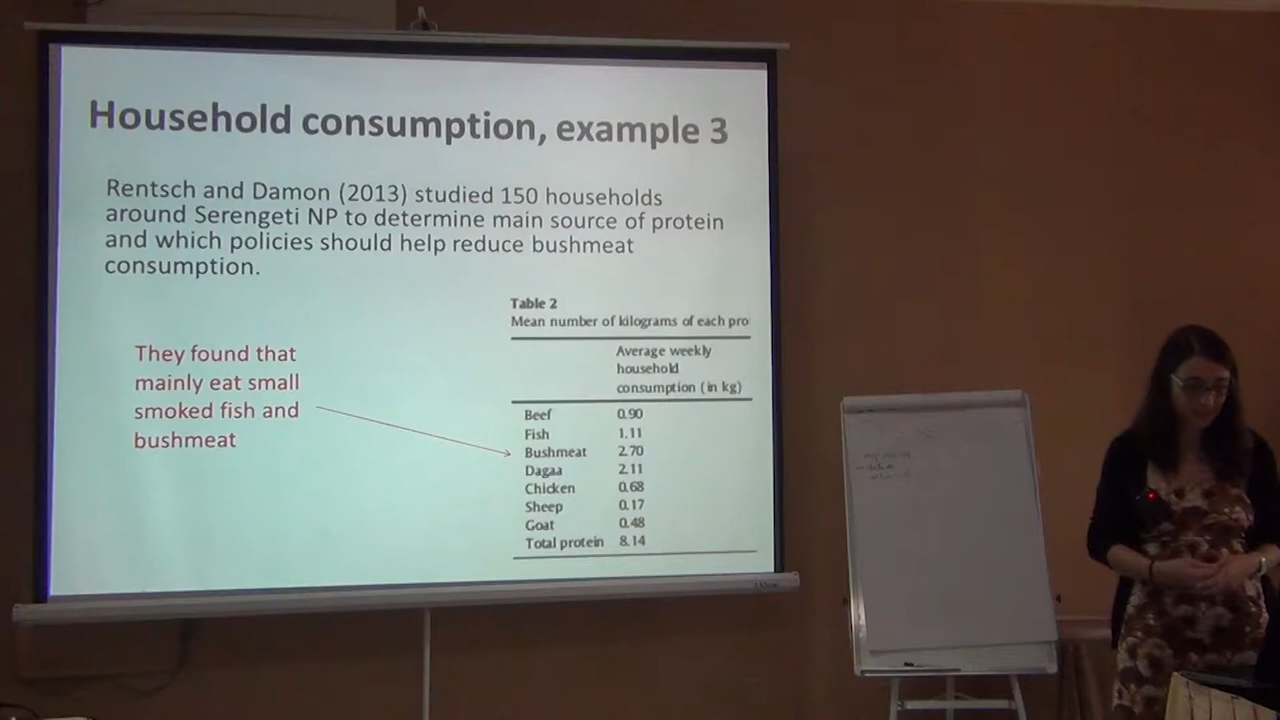 Household consumption, example 3
Rentsch and Damon (2013) studied 150 households
around Serengeti NP to determine main source of protein
and which policies should help reduce bushmeat
consumption.
They found that
mainly eat small
smoked fish and
bushmeat
Table 2
Mean number of kilograms of each pro
Average weekly
household
consumption (in kg)
Beef 0.90
Fish 1.11
Bushmeat 2.70
Dagaa 2.11
Chicken 0.68
Sheep 0.17
Goat 0.48
Total protein 8.14